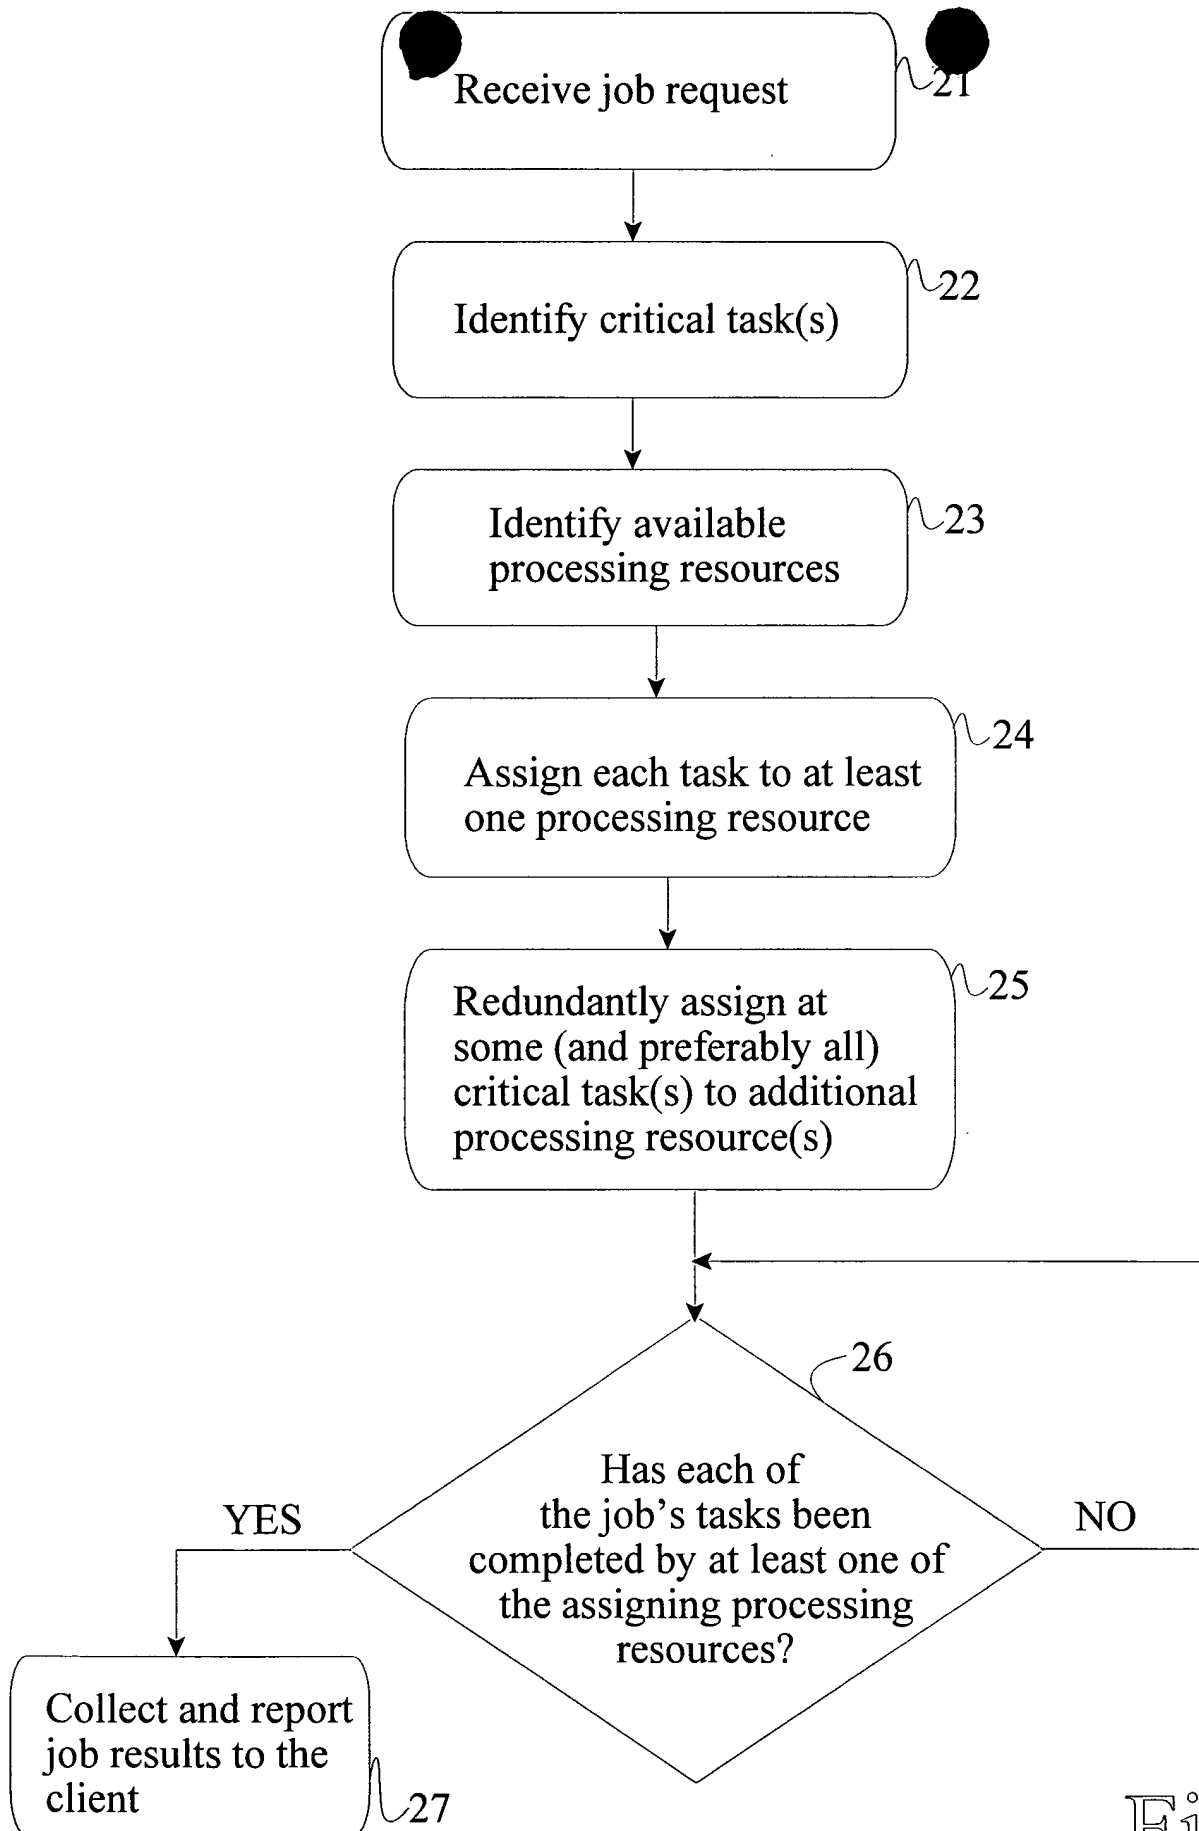 Receive job request
21
Identify critical task(s)
22
Identify available
processing resources
23
Assign each task to at least
one processing resource
24
Redundantly assign at
some (and preferably all)
critical task(s) to additional
processing resource(s)
25
26
Has each of
the job's tasks been
completed by at least one of
the assigning processing
resources?
YES
NO
Collect and report
job results to the
client
27